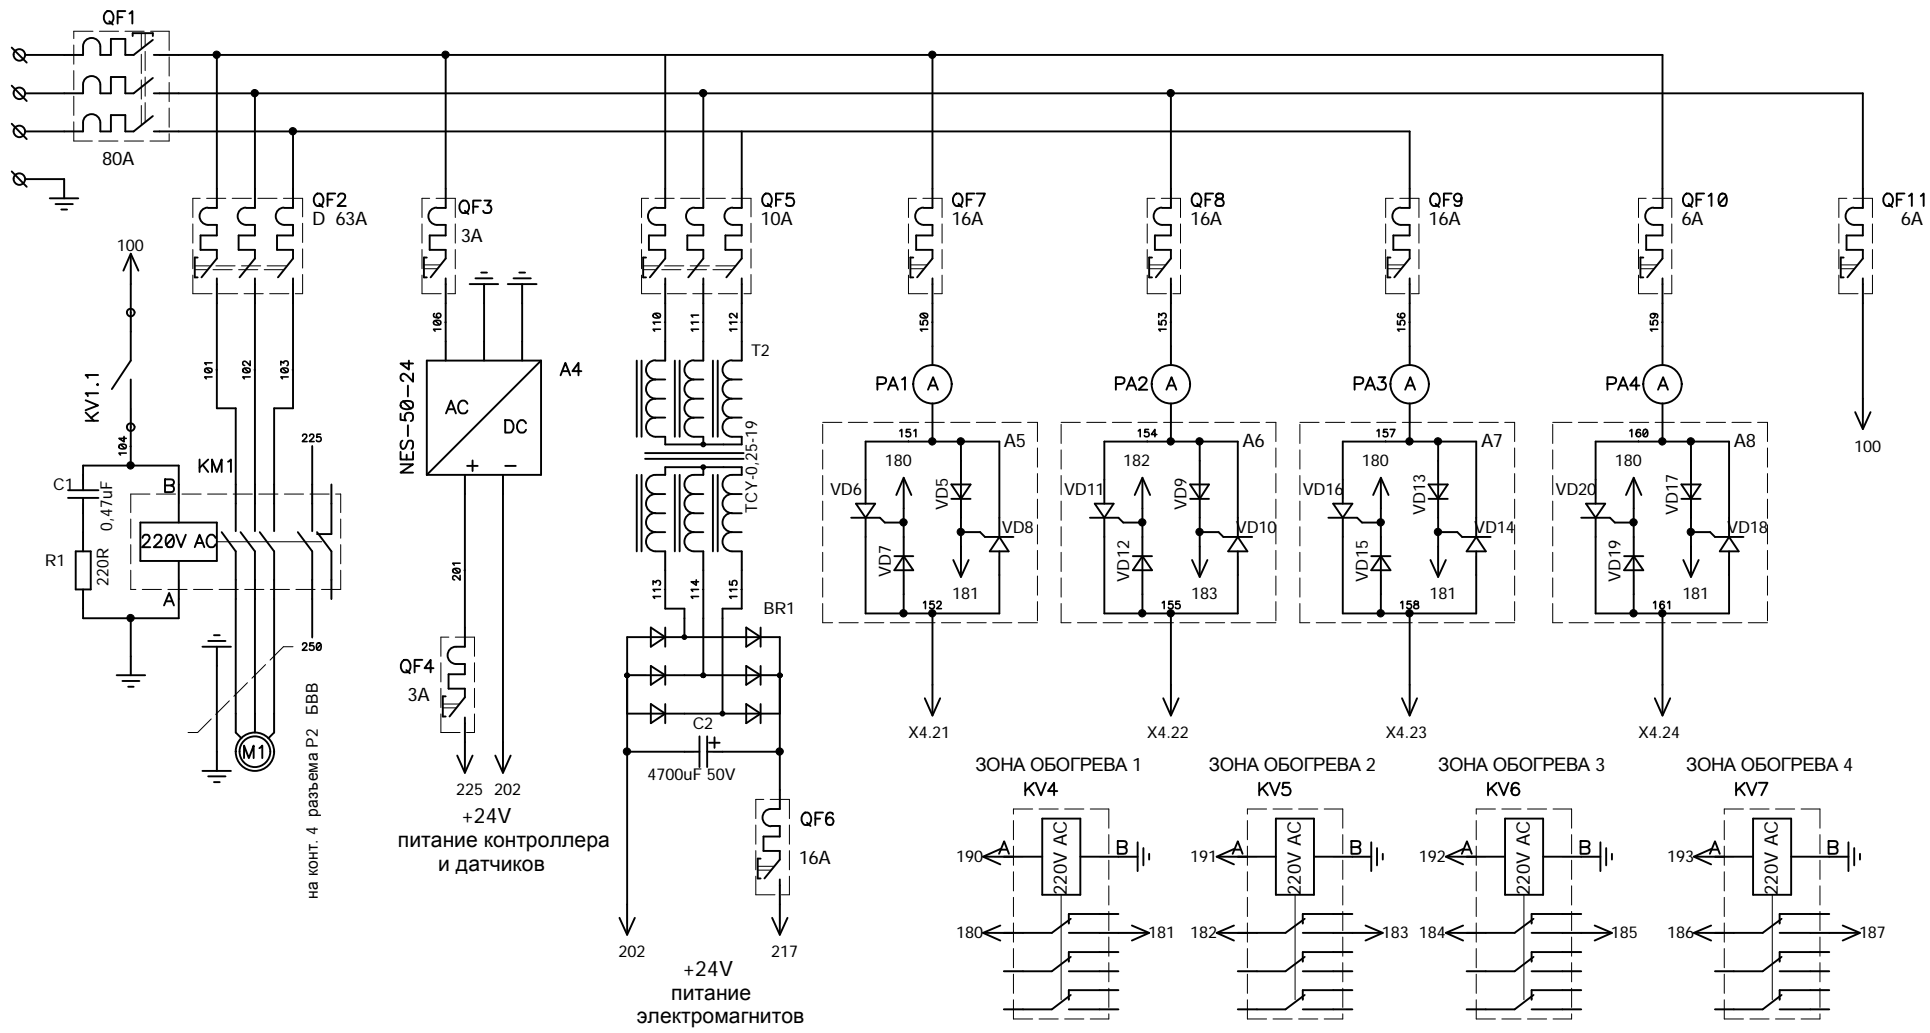 QF1
80A
QF2
D 63A
QF3
3A
QF5
10A
QF7
16A
QF8
16A
QF9
16A
QF10
6A
QF11
6A
100
KV1.1
104
101
102
103
106
110
111
112
150
153
156
159
T2
NES-50-24
A4
AC
DC
+
−
TCY-0,25-19
PA1
A
PA2
A
PA3
A
PA4
A
100
C1
0,47uF
R1
220R
B
220V AC
A
KM1
225
250
на конт. 4 разъема P2 БВВ
M1
201
QF4
3A
225
202
+24V
питание контроллера
и датчиков
113
114
115
BR1
C2
+
4700uF 50V
QF6
16A
202
217
+24V
питание
электромагнитов
151
A5
180
VD6
VD5
VD8
VD7
181
152
X4.21
154
A6
182
VD11
VD9
VD10
VD12
183
155
X4.22
157
A7
180
VD16
VD13
VD14
VD15
181
158
X4.23
160
A8
180
VD20
VD17
VD18
VD19
181
161
X4.24
ЗОНА ОБОГРЕВА 1
KV4
190
A
220V AC
B
180
181
ЗОНА ОБОГРЕВА 2
KV5
191
A
220V AC
B
182
183
ЗОНА ОБОГРЕВА 3
KV6
192
A
220V AC
B
184
185
ЗОНА ОБОГРЕВА 4
KV7
193
A
220V AC
B
186
187